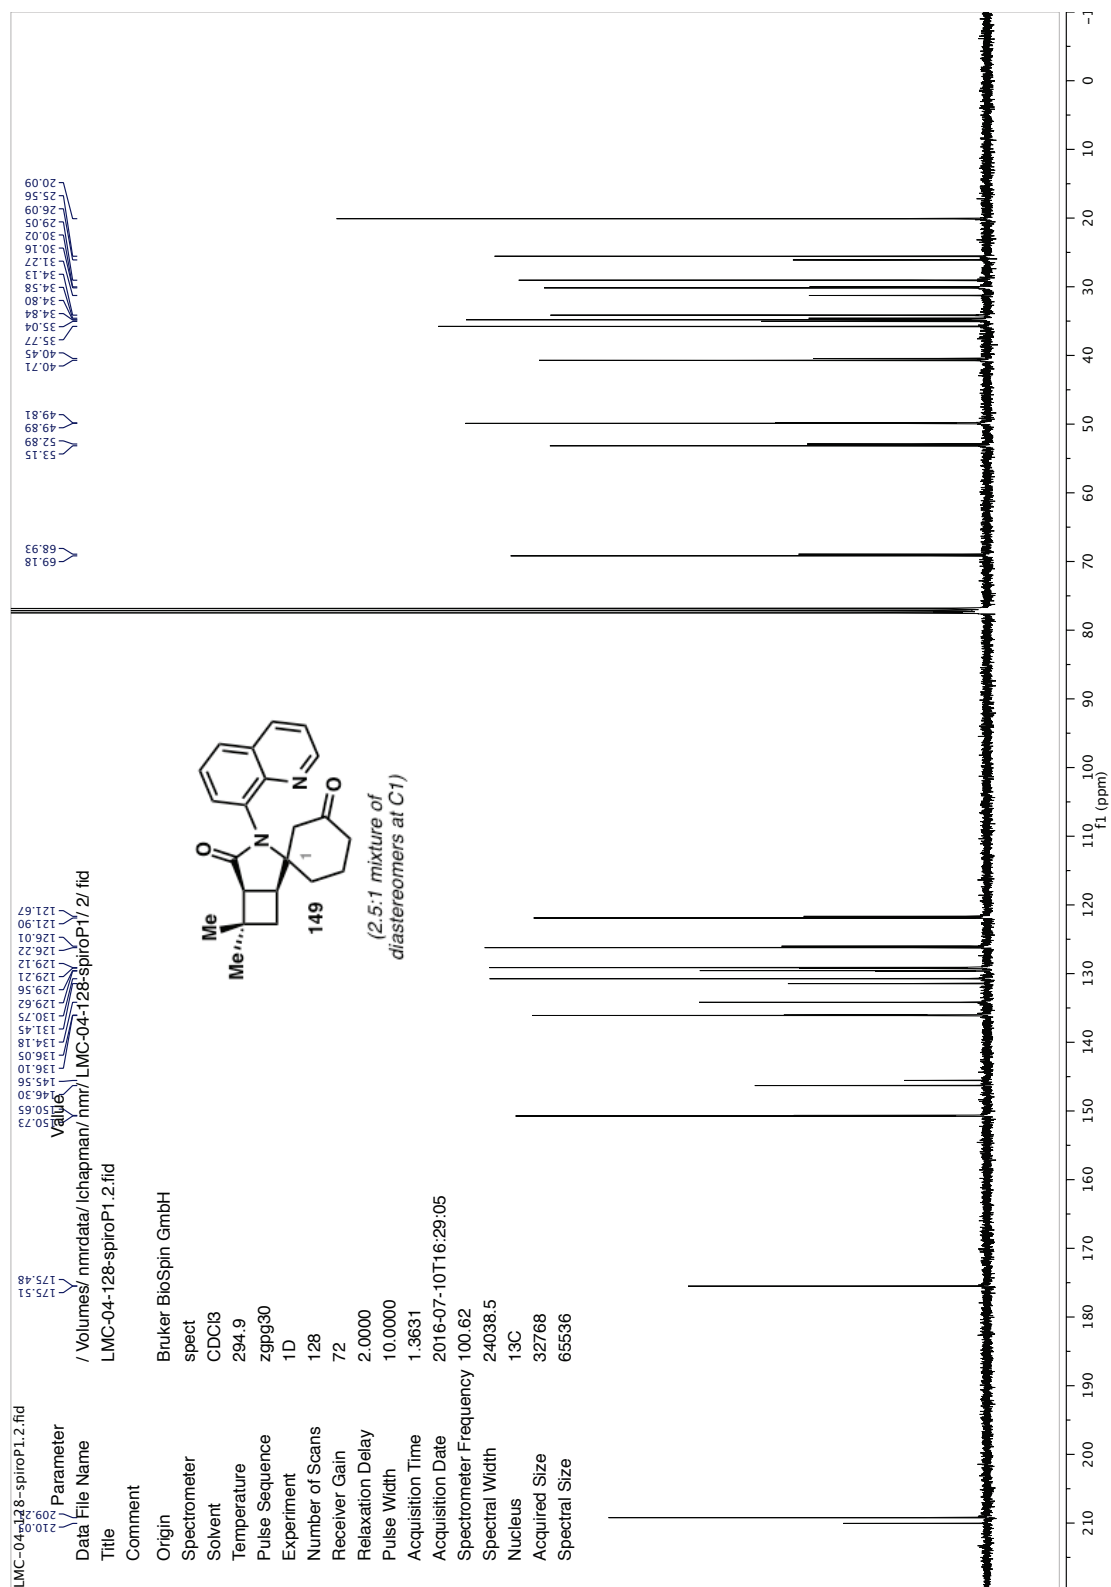 LMC-04-128-spiroP1.2.fid
Parameter Value
Data File Name / Volumes/ nmrdata/ lchapman/ nmr/ LMC-04-128-spiroP1/ 2/ fid
Title LMC-04-128-spiroP1.2.fid
Comment
Origin Bruker BioSpin GmbH
Spectrometer spect
Solvent CDCl3
Temperature 294.9
Pulse Sequence zgpg30
Experiment 1D
Number of Scans 128
Receiver Gain 72
Relaxation Delay 2.0000
Pulse Width 10.0000
Acquisition Time 1.3631
Acquisition Date 2016-07-10T16:29:05
Spectrometer Frequency 100.62
Spectral Width 24038.5
Nucleus 13C
Acquired Size 32768
Spectral Size 65536
175.51
175.48
150.73
150.65
146.30
145.56
136.10
136.05
134.18
131.45
130.75
129.62
129.56
129.21
129.12
126.22
126.01
121.90
121.67
69.18
68.93
53.15
52.89
49.89
49.81
40.71
40.45
35.77
35.04
34.84
34.80
34.58
34.13
31.27
30.16
30.02
29.05
26.09
25.56
20.09
Me
Me
O
N
N
O
1
149
(2.5:1 mixture of
diastereomers at C1)
210 200 190 180 170 160 150 140 130 120 110 100 90 80 70 60 50 40 30 20 10 0
f1 (ppm)